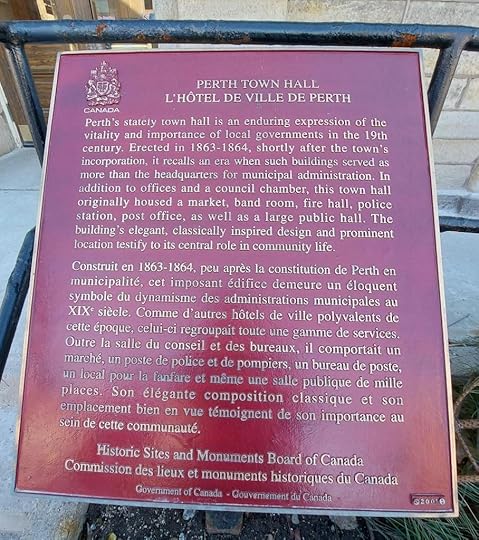 CANADA
PERTH TOWN HALL
L'HÔTEL DE VILLE DE PERTH
Perth's stately town hall is an enduring expression of the
vitality and importance of local governments in the 19th
century. Erected in 1863-1864, shortly after the town's
incorporation, it recalls an era when such buildings served as
more than the headquarters for municipal administration. In
addition to offices and a council chamber, this town hall
originally housed a market, band room, fire hall, police
station, post office, as well as a large public hall. The
building's elegant, classically inspired design and prominent
location testify to its central role in community life.
Construit en 1863-1864, peu après la constitution de Perth en
municipalité, cet imposant édifice demeure un éloquent
symbole du dynamisme des administrations municipales au
XIXe siècle. Comme d'autres hôtels de ville polyvalents de
cette époque, celui-ci regroupait toute une gamme de services.
Outre la salle du conseil et des bureaux, il comportait un
marché, un poste de police et de pompiers, un bureau de poste,
un local pour la fanfare et même une salle publique de mille
places. Son élégante composition classique et son
emplacement bien en vue témoignent de son importance au
sein de cette communauté.
Historic Sites and Monuments Board of Canada
Commission des lieux et monuments historiques du Canada
Government of Canada - Gouvernement du Canada